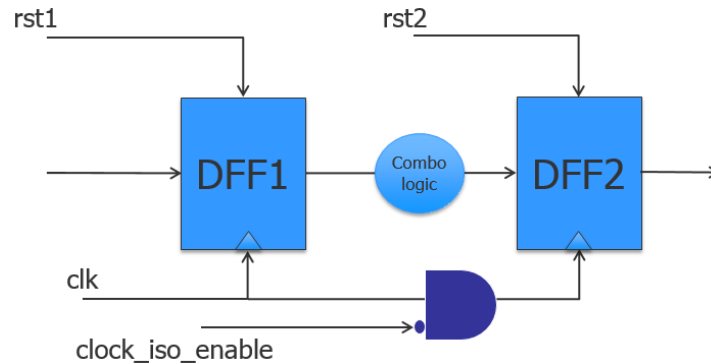 rst1
rst2
DFF1
Combo
logic
DFF2
clk
clock_iso_enable